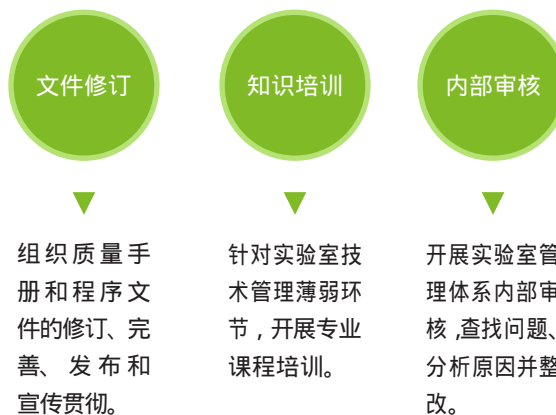 文件修订
知识培训
内部审核
组织质量手
册和程序文
件的修订、完
善、发布和
宣传贯彻。
针对实验室技
术管理薄弱环
节，开展专业
课程培训。
开展实验室管
理体系内部审
核,查找问题、
分析原因并整
改。